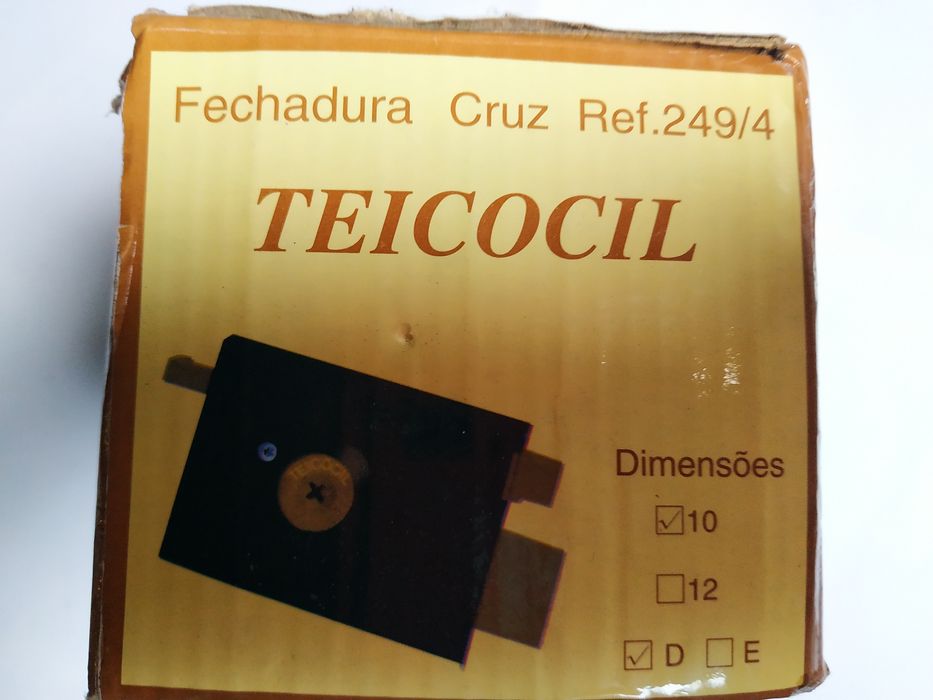 Fechadura Cruz Ref.249/4
TEICOCIL
TEICOCIL
Dimensões
☑10
☐12
☑ D ☐ E